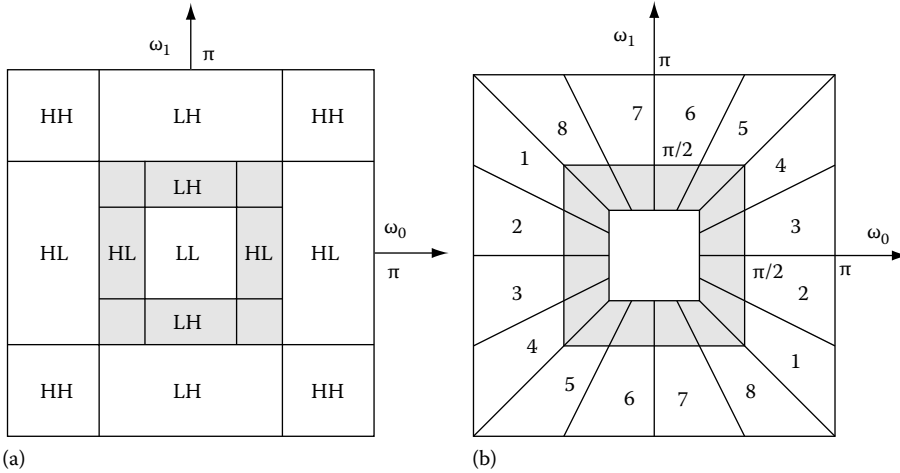 ω1 π
HH LH HH
LH
HL HL LL HL HL
ω0
π
LH
HH LH HH
(a)
ω1
π
8 7 6 5
1 π/2 4
2 3 ω0
π/2 π
3 2
4 1
5 6 7 8
(b)